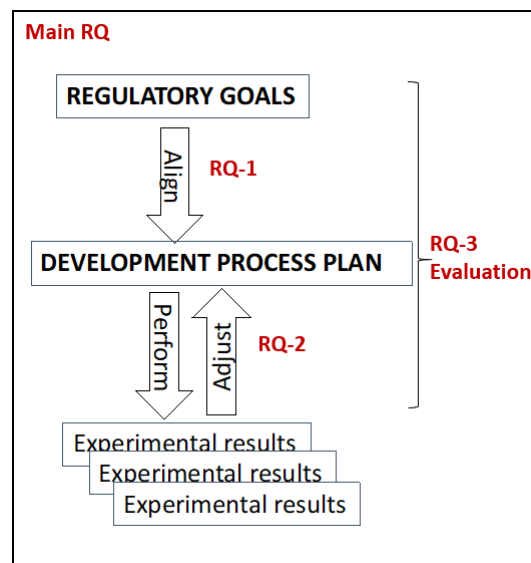 Main RQ
REGULATORY GOALS
Align
RQ-1
DEVELOPMENT PROCESS PLAN
RQ-3
Evaluation
Perform
Adjust
RQ-2
Experimental results
Experimental results
Experimental results